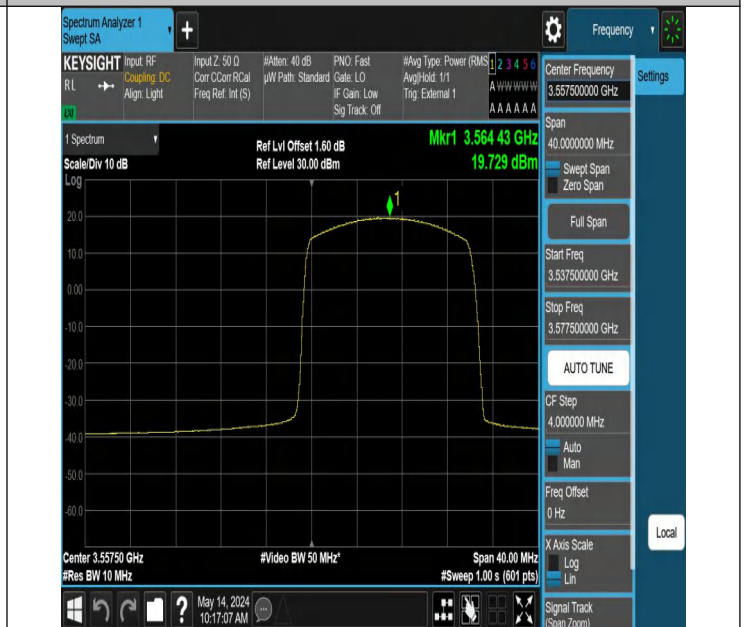 Spectrum Analyzer 1
Swept SA
Frequency
KEYSIGHT
RL
LXI
Input: RF
Coupling: DC
Align: Light
Input Z: 50 Ω
Corr CCorr RCal
Freq Ref: Int (S)
#Atten: 40 dB
µW Path: Standard
PNO: Fast
Gate: LO
IF Gain: Low
Sig Track: Off
#Avg Type: Power (RMS
Avg|Hold: 1/1
Trig: External 1
1 2 3 4 5 6
A W W W W W
A A A A A A
Center Frequency
3.557500000 GHz
Settings
Span
40.0000000 MHz
Swept Span
Zero Span
Full Span
Start Freq
3.537500000 GHz
Stop Freq
3.577500000 GHz
AUTO TUNE
CF Step
4.000000 MHz
Auto
Man
Freq Offset
0 Hz
X Axis Scale
Log
Lin
Local
Signal Track
(Span Zoom)
1 Spectrum
Scale/Div 10 dB
Log
Ref Lvl Offset 1.60 dB
Ref Level 30.00 dBm
Mkr1 3.564 43 GHz
19.729 dBm
1
20.0
10.0
0.00
-10.0
-20.0
-30.0
-40.0
-50.0
-60.0
Center 3.55750 GHz
#Res BW 10 MHz
#Video BW 50 MHz*
Span 40.00 MHz
#Sweep 1.00 s (601 pts)
?
May 14, 2024
10:17:07 AM